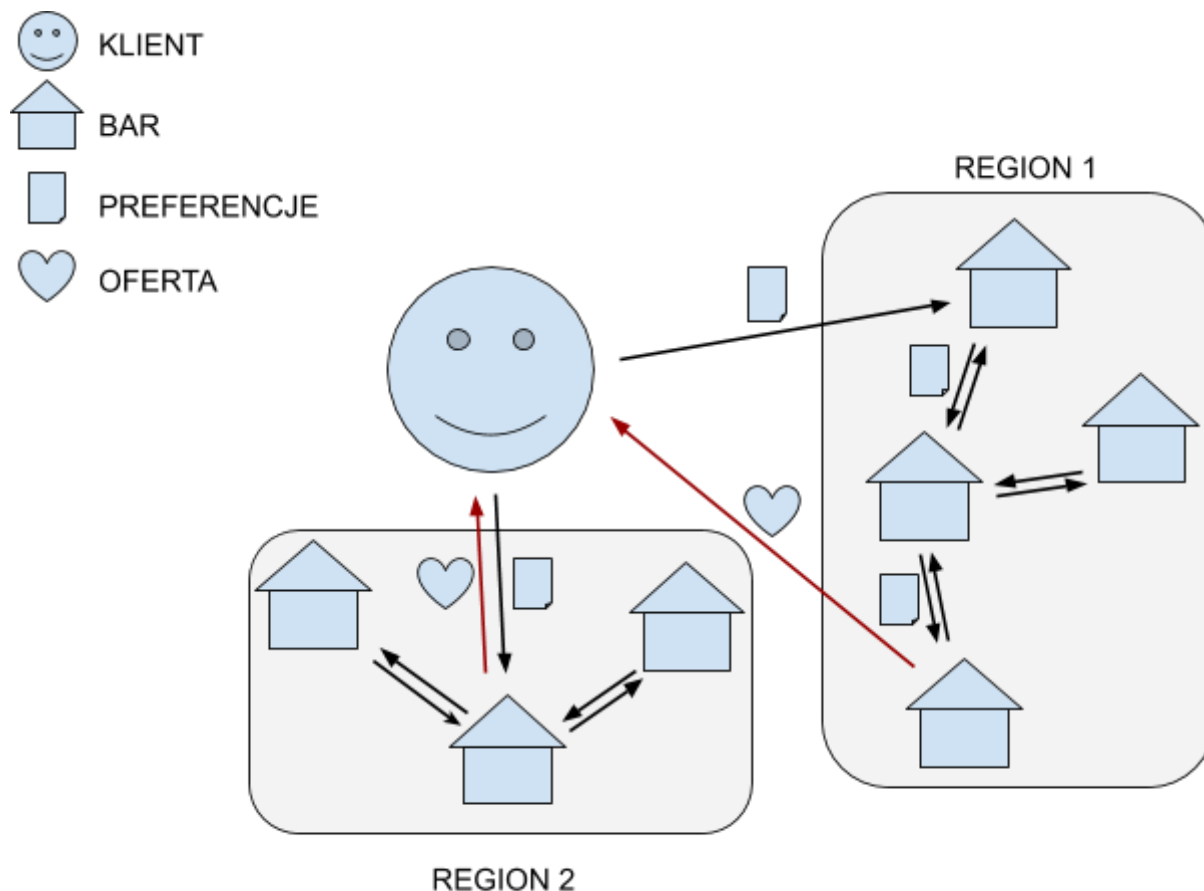 KLIENT
BAR
PREFERENCJE
OFERTA
REGION 1
REGION 2